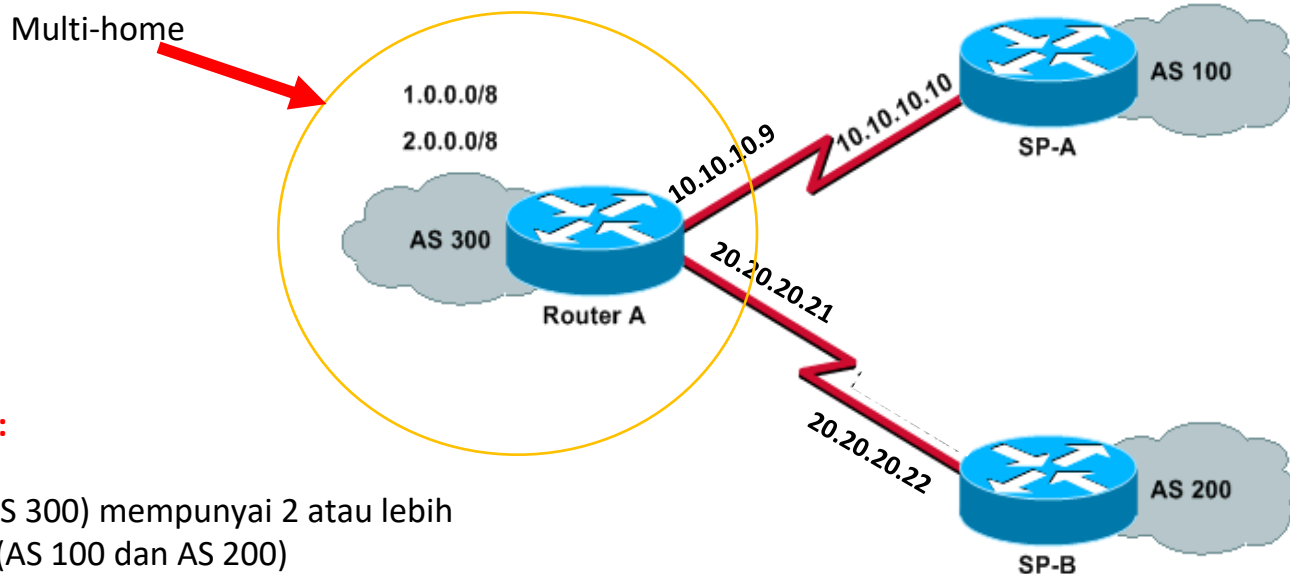 Multi-home
1.0.0.0/8
2.0.0.0/8
AS 300
Router A
10.10.10.9
10.10.10.10
SP-A
AS 100
20.20.20.21
20.20.20.22
AS 200
SP-B
:
S 300) mempunyai 2 atau lebih
(AS 100 dan AS 200)